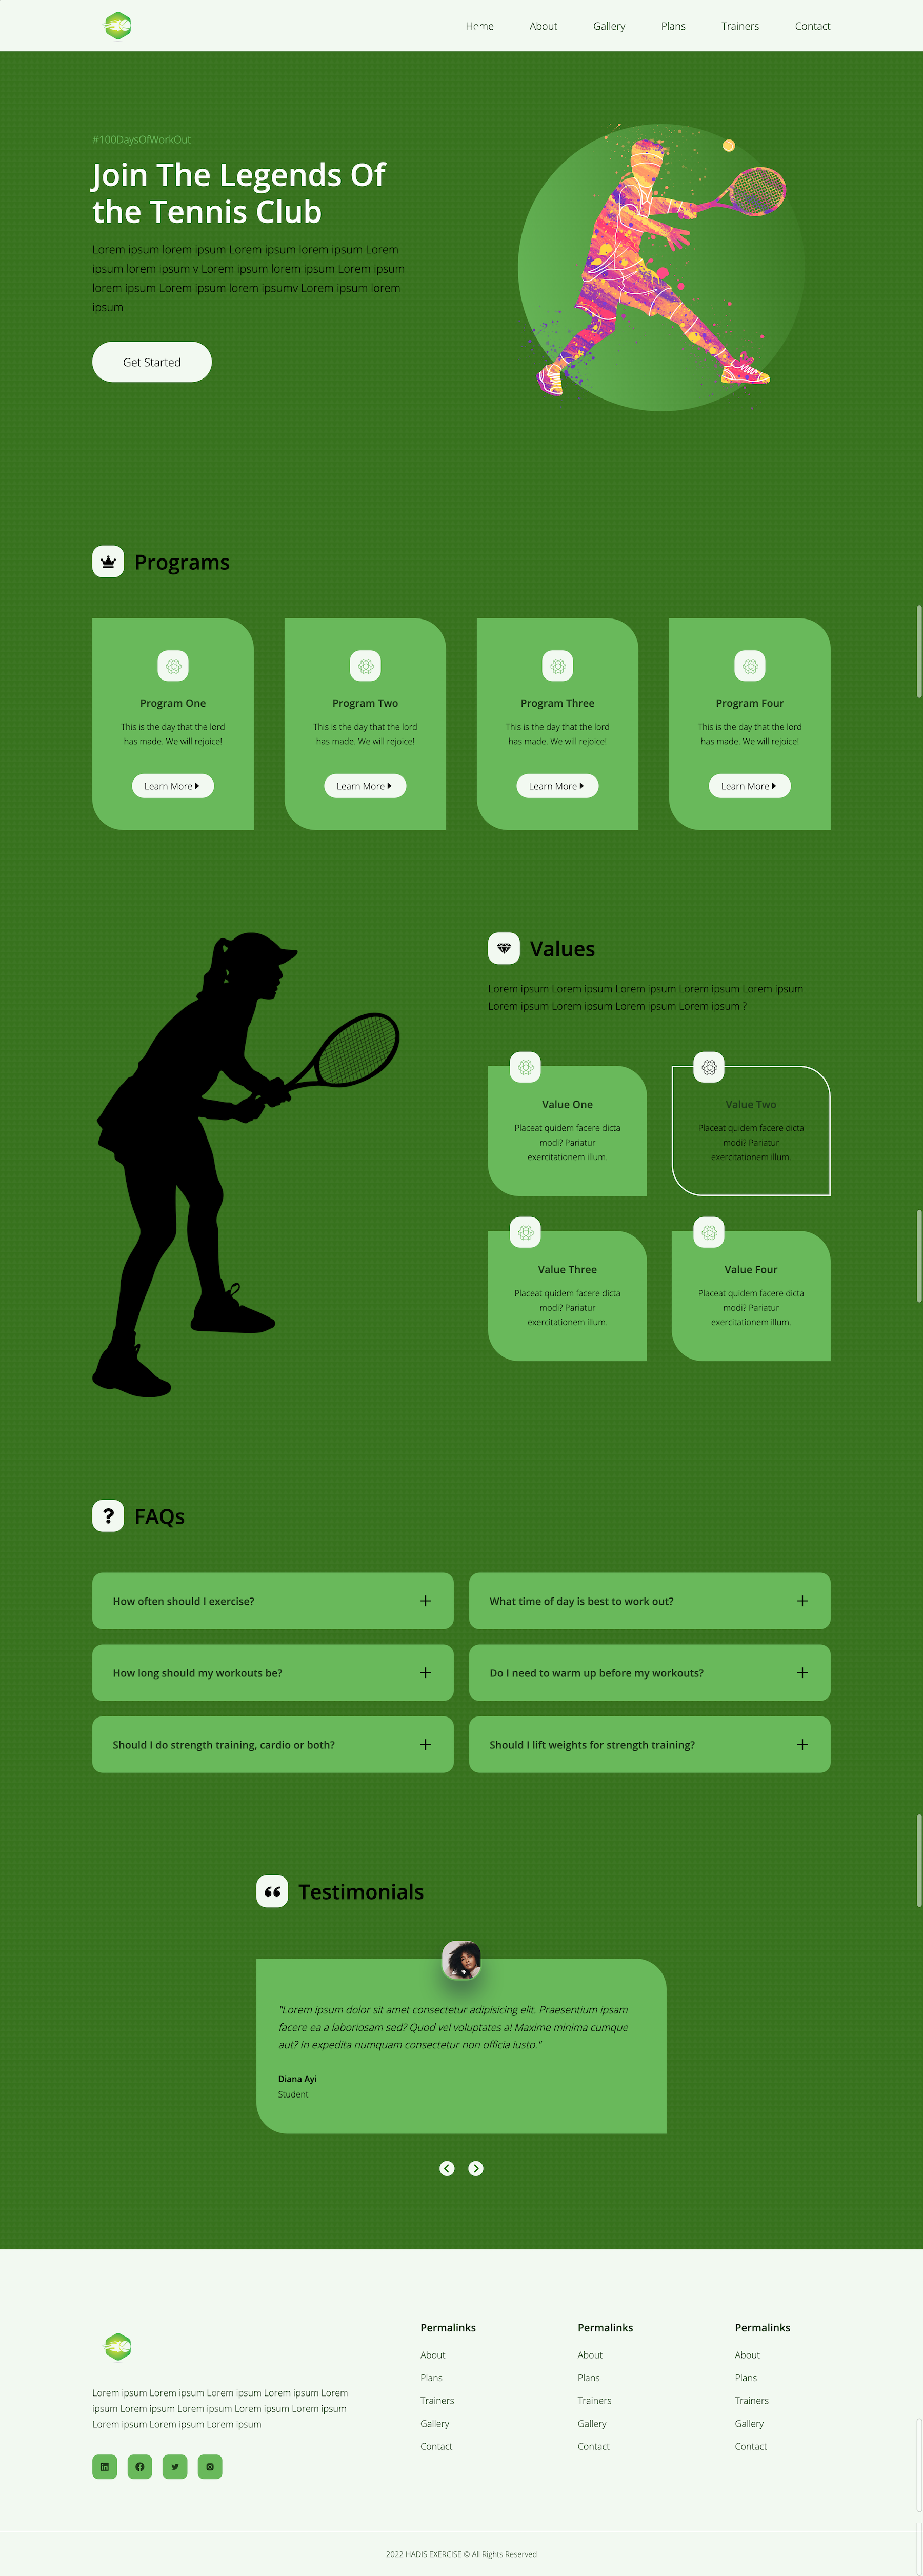 Home About Gallery Plans Trainers Contact
#100DaysOfWorkOut
Join The Legends Of
the Tennis Club
Lorem ipsum lorem ipsum Lorem ipsum lorem ipsum Lorem
ipsum lorem ipsum v Lorem ipsum lorem ipsum Lorem ipsum
lorem ipsum Lorem ipsum lorem ipsumv Lorem ipsum lorem
ipsum
Get Started
Programs
Program One
This is the day that the lord
has made. We will rejoice!
Learn More
Program Two
This is the day that the lord
has made. We will rejoice!
Learn More
Program Three
This is the day that the lord
has made. We will rejoice!
Learn More
Program Four
This is the day that the lord
has made. We will rejoice!
Learn More
Values
Lorem ipsum Lorem ipsum Lorem ipsum Lorem ipsum Lorem ipsum
Lorem ipsum Lorem ipsum Lorem ipsum Lorem ipsum ?
Value One
Placeat quidem facere dicta
modi? Pariatur
exercitationem illum.
Value Two
Placeat quidem facere dicta
modi? Pariatur
exercitationem illum.
Value Three
Placeat quidem facere dicta
modi? Pariatur
exercitationem illum.
Value Four
Placeat quidem facere dicta
modi? Pariatur
exercitationem illum.
FAQs
How often should I exercise?
What time of day is best to work out?
How long should my workouts be?
Do I need to warm up before my workouts?
Should I do strength training, cardio or both?
Should I lift weights for strength training?
Testimonials
"Lorem ipsum dolor sit amet consectetur adipisicing elit. Praesentium ipsam
facere ea a laboriosam sed? Quod vel voluptates a! Maxime minima cumque
aut? In expedita numquam consectetur non officia iusto."
Diana Ayi
Student
Lorem ipsum Lorem ipsum Lorem ipsum Lorem ipsum Lorem
ipsum Lorem ipsum Lorem ipsum Lorem ipsum Lorem ipsum
Lorem ipsum Lorem ipsum Lorem ipsum
Permalinks
About
Plans
Trainers
Gallery
Contact
Permalinks
About
Plans
Trainers
Gallery
Contact
Permalinks
About
Plans
Trainers
Gallery
Contact
2022 HADIS EXERCISE © All Rights Reserved